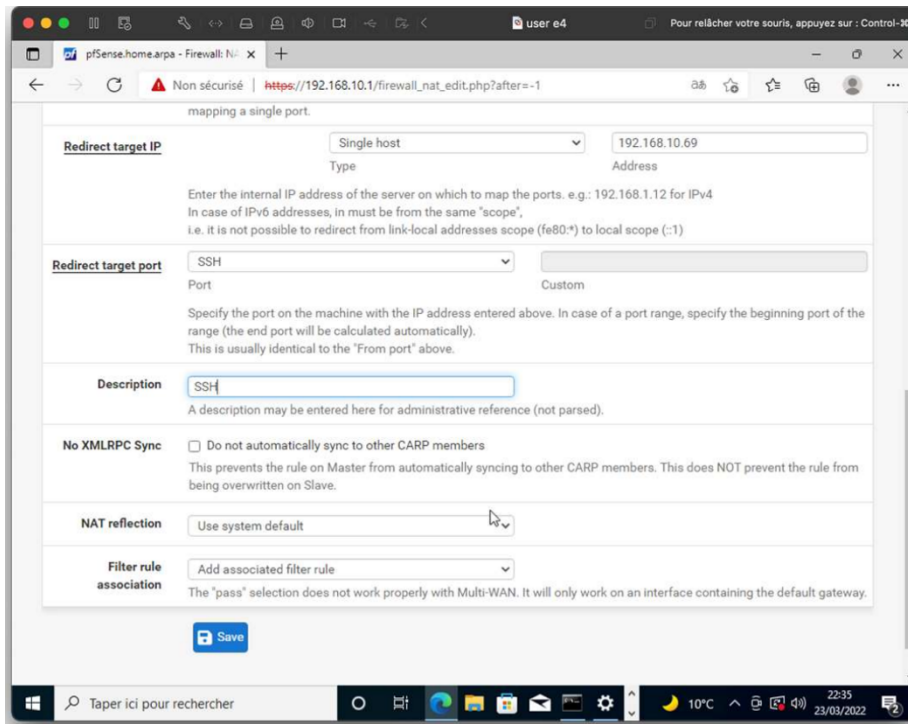 user e4
Pour relâcher votre souris, appuyez sur : Control-⌘
pfSense.home.arpa - Firewall: NA
Non sécurisé | https://192.168.10.1/firewall_nat_edit.php?after=-1
mapping a single port.
Redirect target IP
Single host
192.168.10.69
Type
Address
Enter the internal IP address of the server on which to map the ports. e.g.: 192.168.1.12 for IPv4
In case of IPv6 addresses, in must be from the same "scope",
i.e. it is not possible to redirect from link-local addresses scope (fe80:*) to local scope (::1)
Redirect target port
SSH
Port
Custom
Specify the port on the machine with the IP address entered above. In case of a port range, specify the beginning port of the
range (the end port will be calculated automatically).
This is usually identical to the "From port" above.
Description
SSH
A description may be entered here for administrative reference (not parsed).
No XMLRPC Sync
Do not automatically sync to other CARP members
This prevents the rule on Master from automatically syncing to other CARP members. This does NOT prevent the rule from
being overwritten on Slave.
NAT reflection
Use system default
Filter rule
association
Add associated filter rule
The "pass" selection does not work properly with Multi-WAN. It will only work on an interface containing the default gateway.
Save
Taper ici pour rechercher
10°C
22:35
23/03/2022
2